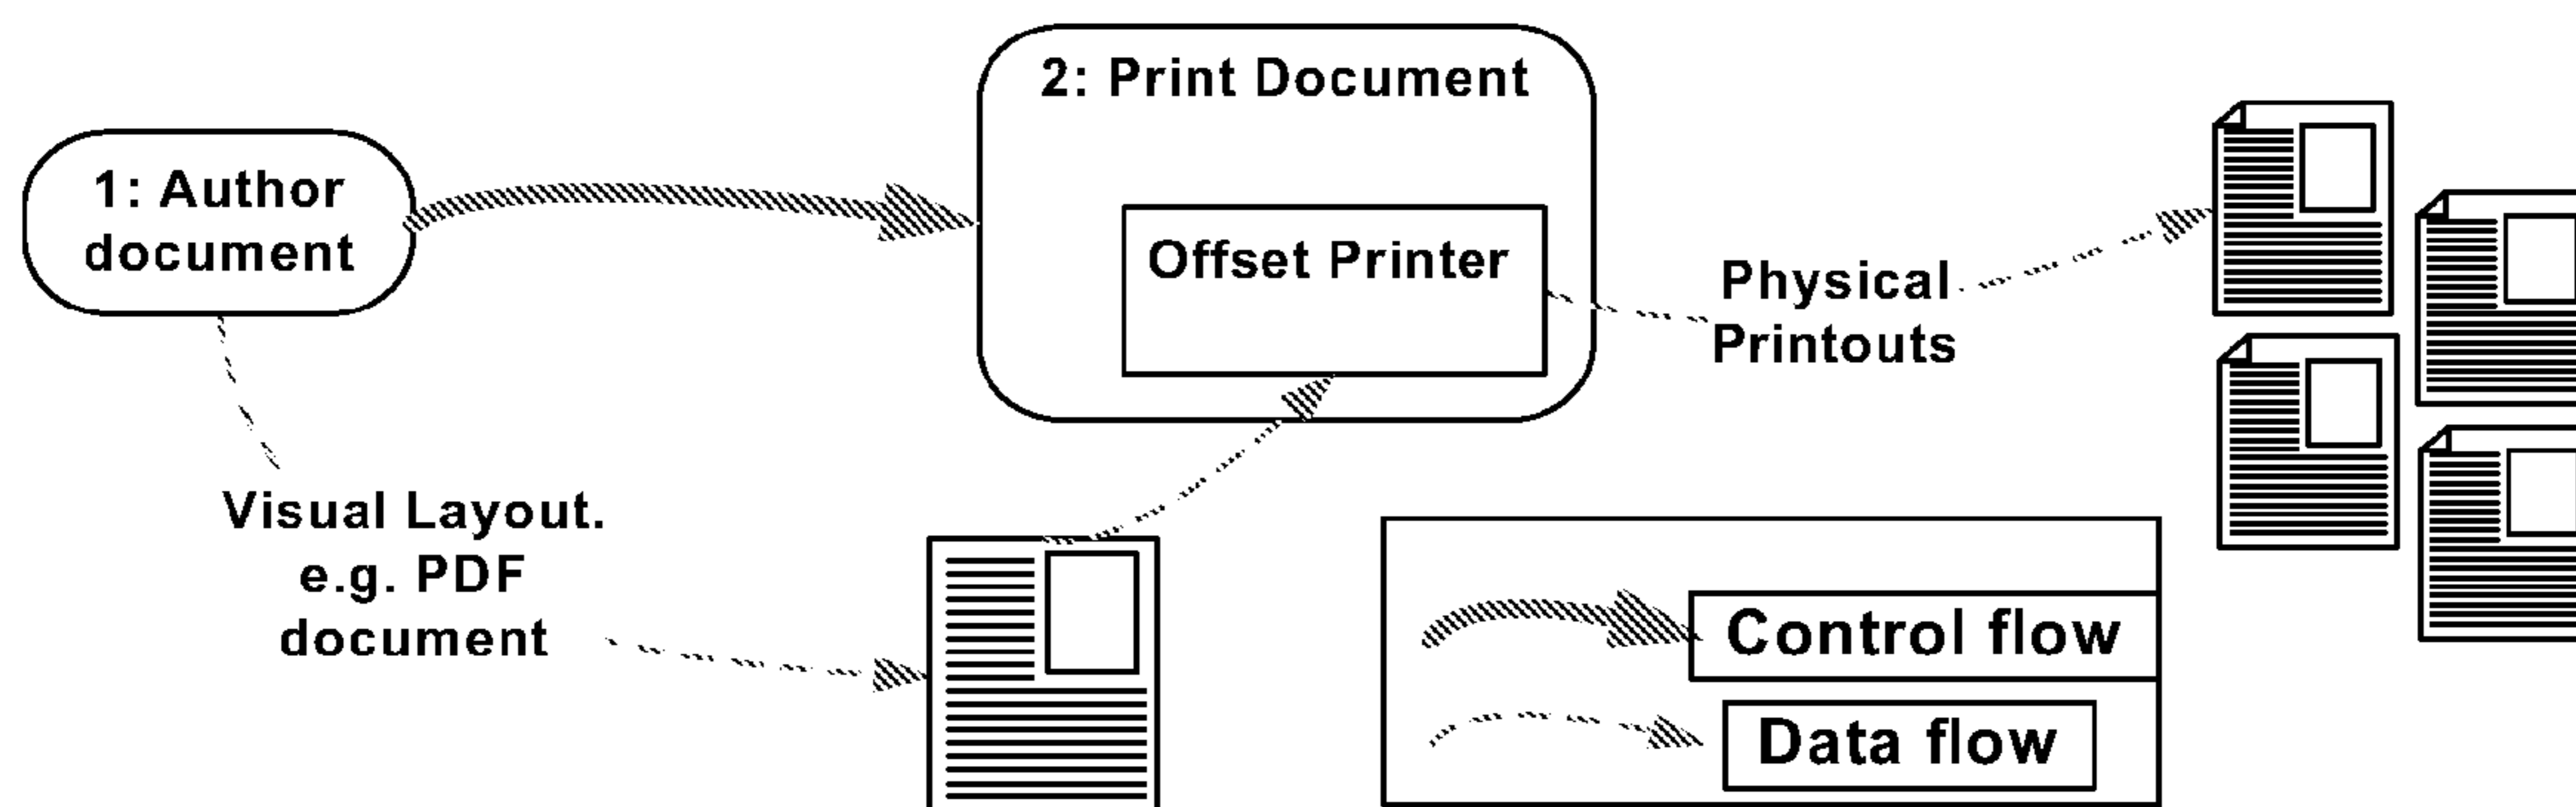 1: Author
document
2: Print Document
Offset Printer
Physical
Printouts
Visual Layout.
e.g. PDF
document
Control flow
Data flow